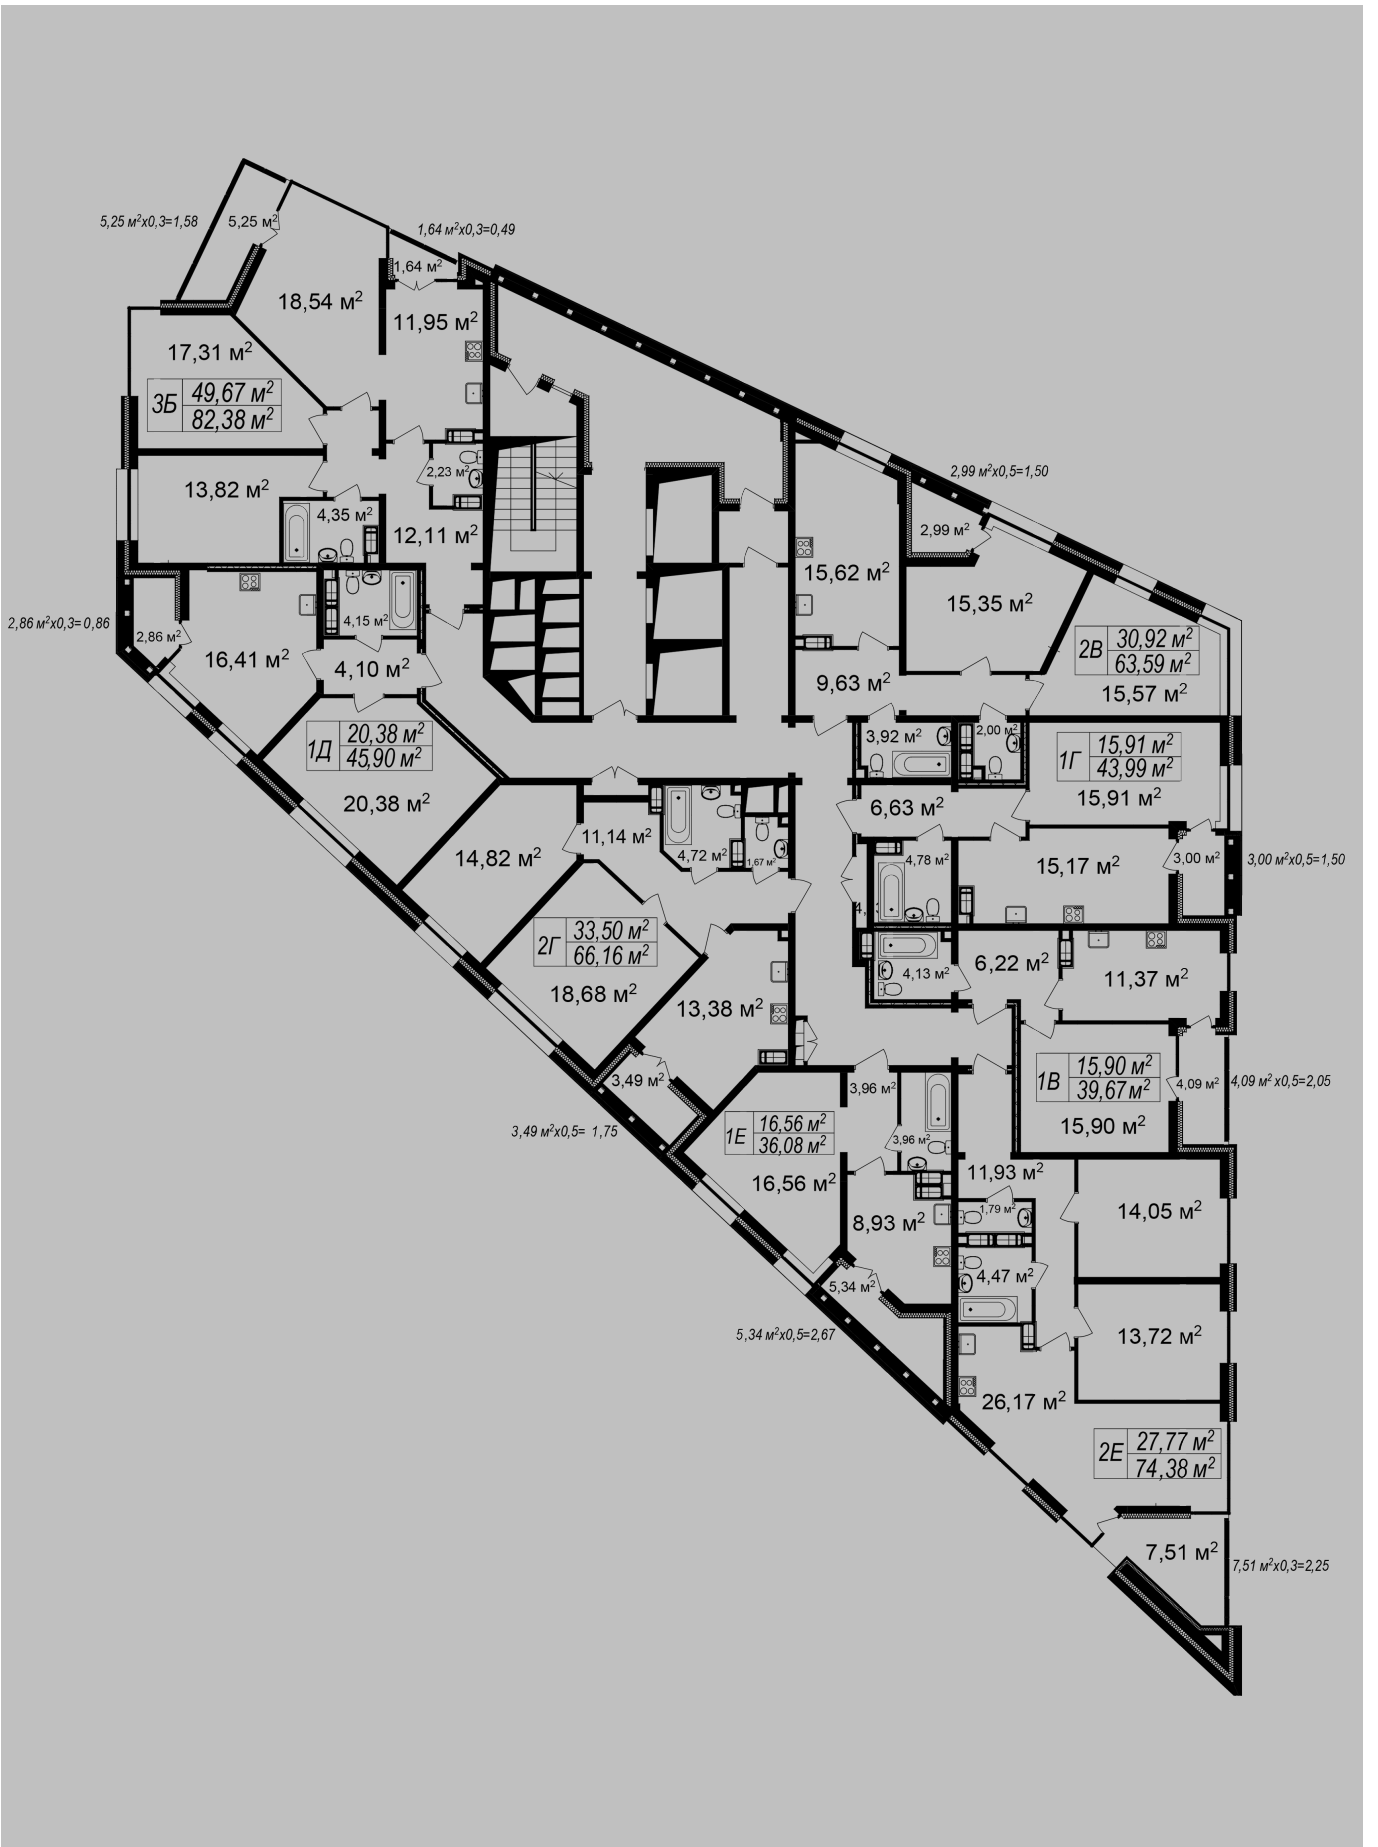 5,25 м²х0,3=1,58
5,25 м²
1,64 м²х0,3=0,49
1,64 м²
18,54 м²
11,95 м²
17,31 м²
3Б
49,67 м²
82,38 м²
2,23 м²
13,82 м²
4,35 м²
12,11 м²
2,99 м²х0,5=1,50
2,99 м²
15,62 м²
15,35 м²
2,86 м²х0,3= 0,86
2,86 м²
4,15 м²
16,41 м²
4,10 м²
2В
30,92 м²
63,59 м²
9,63 м²
15,57 м²
1Д
20,38 м²
45,90 м²
3,92 м²
2,00 м²
1Г
15,91 м²
43,99 м²
20,38 м²
6,63 м²
15,91 м²
14,82 м²
11,14 м²
4,72 м²
1,67 м²
4,78 м²
15,17 м²
3,00 м²
3,00 м²х0,5=1,50
4,
2Г
33,50 м²
66,16 м²
18,68 м²
13,38 м²
4,13 м²
6,22 м²
11,37 м²
3,49 м²
3,96 м²
1В
15,90 м²
39,67 м²
4,09 м²
4,09 м² х0,5=2,05
3,49 м²х0,5= 1,75
1Е
16,56 м²
36,08 м²
3,96 м²
15,90 м²
16,56 м²
11,93 м²
8,93 м²
1,79 м²
14,05 м²
5,34 м²
4,47 м²
5,34 м²х0,5=2,67
13,72 м²
26,17 м²
2Е
27,77 м²
74,38 м²
7,51 м²
7,51 м²х0,3=2,25